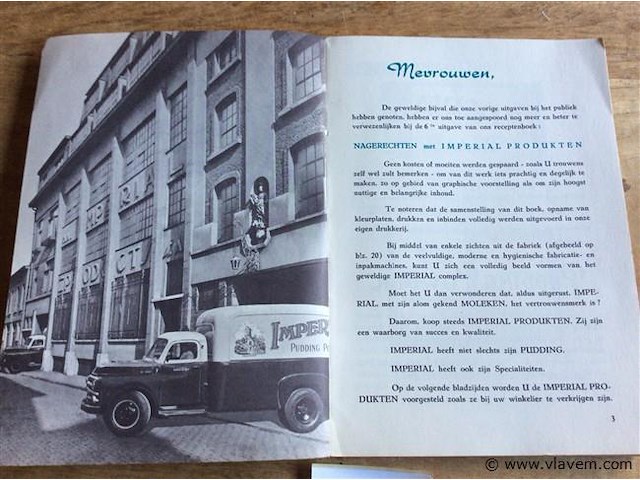 IMPERIA
PRODUCT
IMPER
PUDDING PO
Mevrouwen,
De geweldige bijval die onze vorige uitgaven bij het publiek
hebben genoten, hebben er ons toe aangespoord nog meer en beter te
verwezenlijken bij de 6de uitgave van ons receptenboek :
NAGERECHTEN met IMPERIAL PRODUKTEN
Geen kosten of moeiten werden gespaard - zoals U trouwens
zelf wel zult bemerken - om van dit werk iets prachtig en degelijk te
maken, zo op gebied van graphische voorstelling als om zijn hoogst
nuttige en belangrijke inhoud.
Te noteren dat de samenstelling van dit boek, opname van
kleurplaten, drukken en inbinden volledig werden uitgevoerd in onze
eigen drukkerij.
Bij middel van enkele zichten uit de fabriek (afgebeeld op
blz. 20) van de veelvuldige, moderne en hygienische fabricatie- en
inpakmachines, kunt U zich een volledig beeld vormen van het
geweldige IMPERIAL complex.
Moet het U dan verwonderen dat, aldus uitgerust, IMPE-
RIAL, met zijn alom gekend MOLEKEN, het vertrouwensmerk is ?
Daarom, koop steeds IMPERIAL PRODUKTEN. Zij zijn
een waarborg van succes en kwaliteit.
IMPERIAL heeft niet slechts zijn PUDDING.
IMPERIAL heeft ook zijn Specialiteiten.
Op de volgende bladzijden worden U de IMPERIAL PRO-
DUKTEN voorgesteld zoals ze bij uw winkelier te verkrijgen zijn.
3
© www.vlavem.com